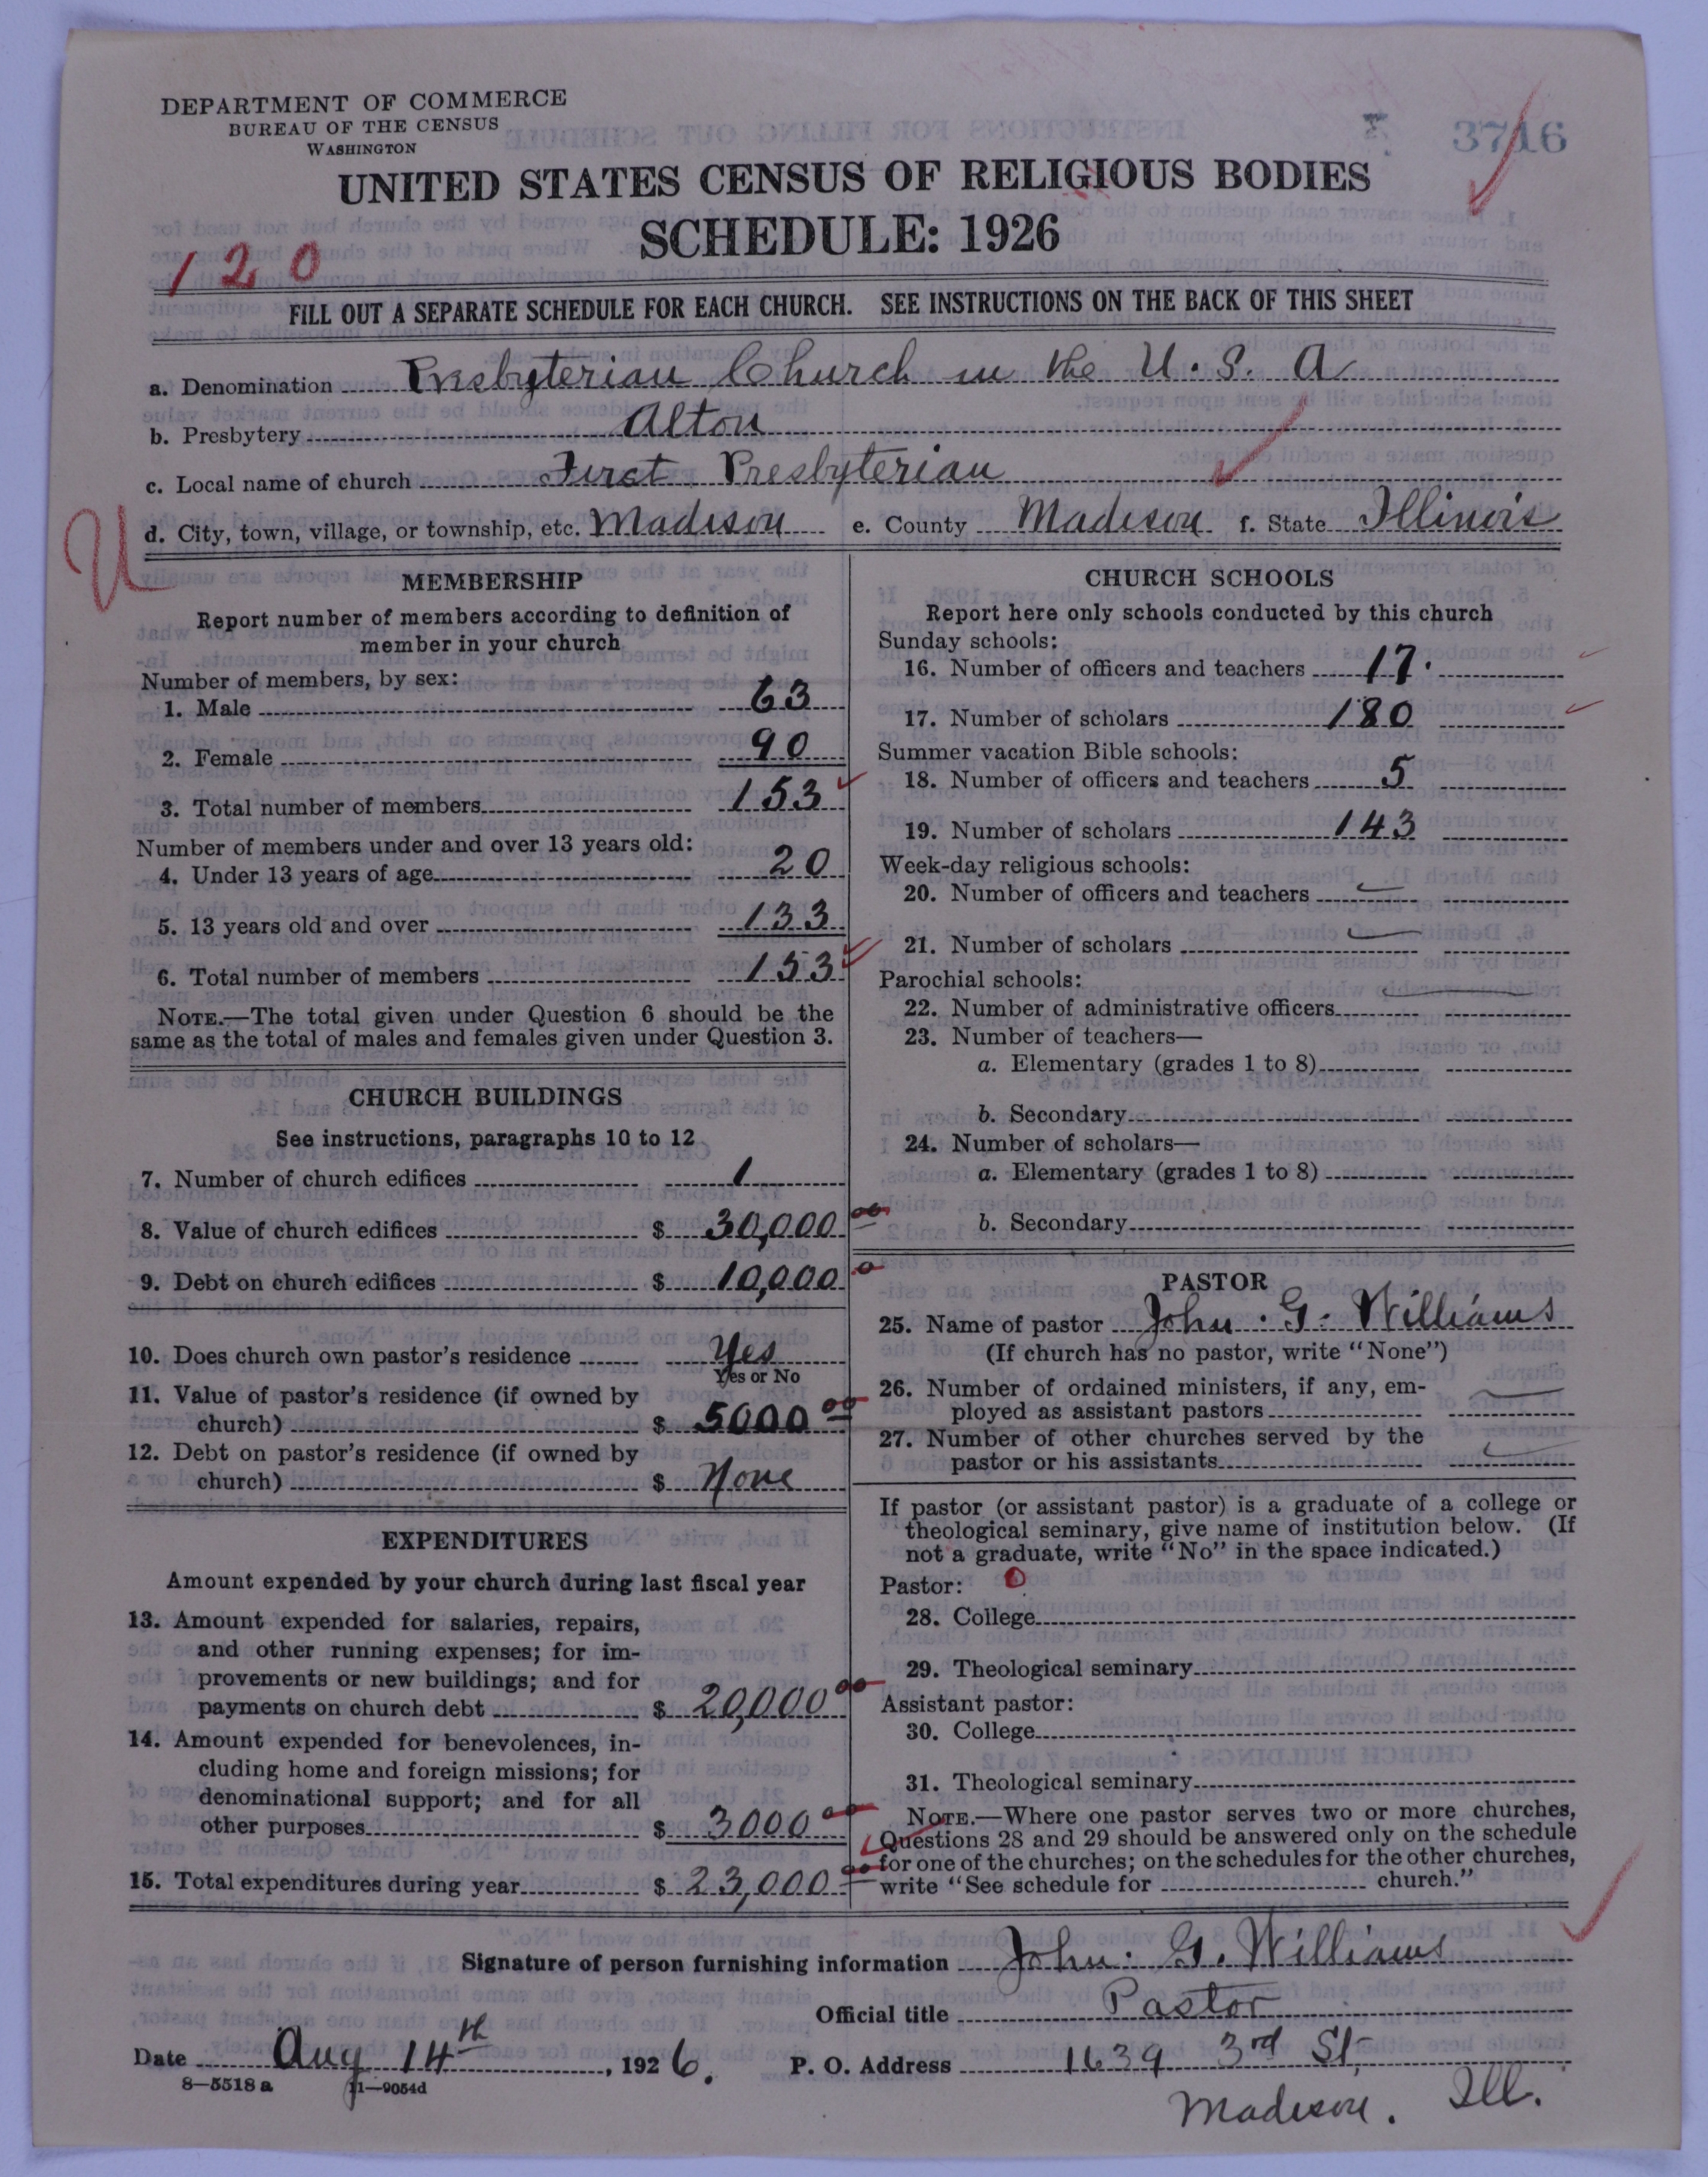 DEPARTMENT OF COMMERCE
BUREAU OF THE CENSUS
WASHINGTON
3716
UNITED STATES CENSUS OF RELIGIOUS BODIES
SCHEDULE: 1926
120
FILL OUT A SEPARATE SCHEDULE FOR EACH CHURCH. SEE INSTRUCTIONS ON THE BACK OF THIS SHEET
a. Denomination Presbyterian Church in the U. S. A
b. Presbytery Alton
c. Local name of church First Presbyterian
U
d. City, town, village, or township, etc. Madison e. County Madison f. State Illinois
MEMBERSHIP
Report number of members according to definition of
member in your church
Number of members, by sex:
1. Male 63
2. Female 90
3. Total number of members 153
Number of members under and over 13 years old:
4. Under 13 years of age 20
5. 13 years old and over 133
6. Total number of members 153
NOTE.—The total given under Question 6 should be the
same as the total of males and females given under Question 3.
CHURCH BUILDINGS
See instructions, paragraphs 10 to 12
7. Number of church edifices 1
8. Value of church edifices $ 30,000 00
9. Debt on church edifices $ 10,000 0
10. Does church own pastor's residence Yes
Yes or No
11. Value of pastor's residence (if owned by
church) $ 5000 00
12. Debt on pastor's residence (if owned by
church) $ None
EXPENDITURES
Amount expended by your church during last fiscal year
13. Amount expended for salaries, repairs,
and other running expenses; for im-
provements or new buildings; and for
payments on church debt $ 20,000 00
14. Amount expended for benevolences, in-
cluding home and foreign missions; for
denominational support; and for all
other purposes $ 3000 00
15. Total expenditures during year $ 23,000 00
CHURCH SCHOOLS
Report here only schools conducted by this church
Sunday schools:
16. Number of officers and teachers 17.
17. Number of scholars 180
Summer vacation Bible schools:
18. Number of officers and teachers 5
19. Number of scholars 143
Week-day religious schools:
20. Number of officers and teachers
21. Number of scholars
Parochial schools:
22. Number of administrative officers
23. Number of teachers—
a. Elementary (grades 1 to 8)
b. Secondary
24. Number of scholars—
a. Elementary (grades 1 to 8)
b. Secondary
PASTOR
25. Name of pastor John. G. Williams
(If church has no pastor, write "None")
26. Number of ordained ministers, if any, em-
ployed as assistant pastors
27. Number of other churches served by the
pastor or his assistants
If pastor (or assistant pastor) is a graduate of a college or
theological seminary, give name of institution below. (If
not a graduate, write "No" in the space indicated.)
Pastor: 0
28. College
29. Theological seminary
Assistant pastor:
30. College
31. Theological seminary
NOTE.—Where one pastor serves two or more churches,
Questions 28 and 29 should be answered only on the schedule
for one of the churches; on the schedules for the other churches,
write "See schedule for church."
Signature of person furnishing information John. G. Williams
Official title Pastor
Date Aug 14th, 1926. P. O. Address 1639 3rd St,
8—5518 a 11—9054d
Madison. Ill.